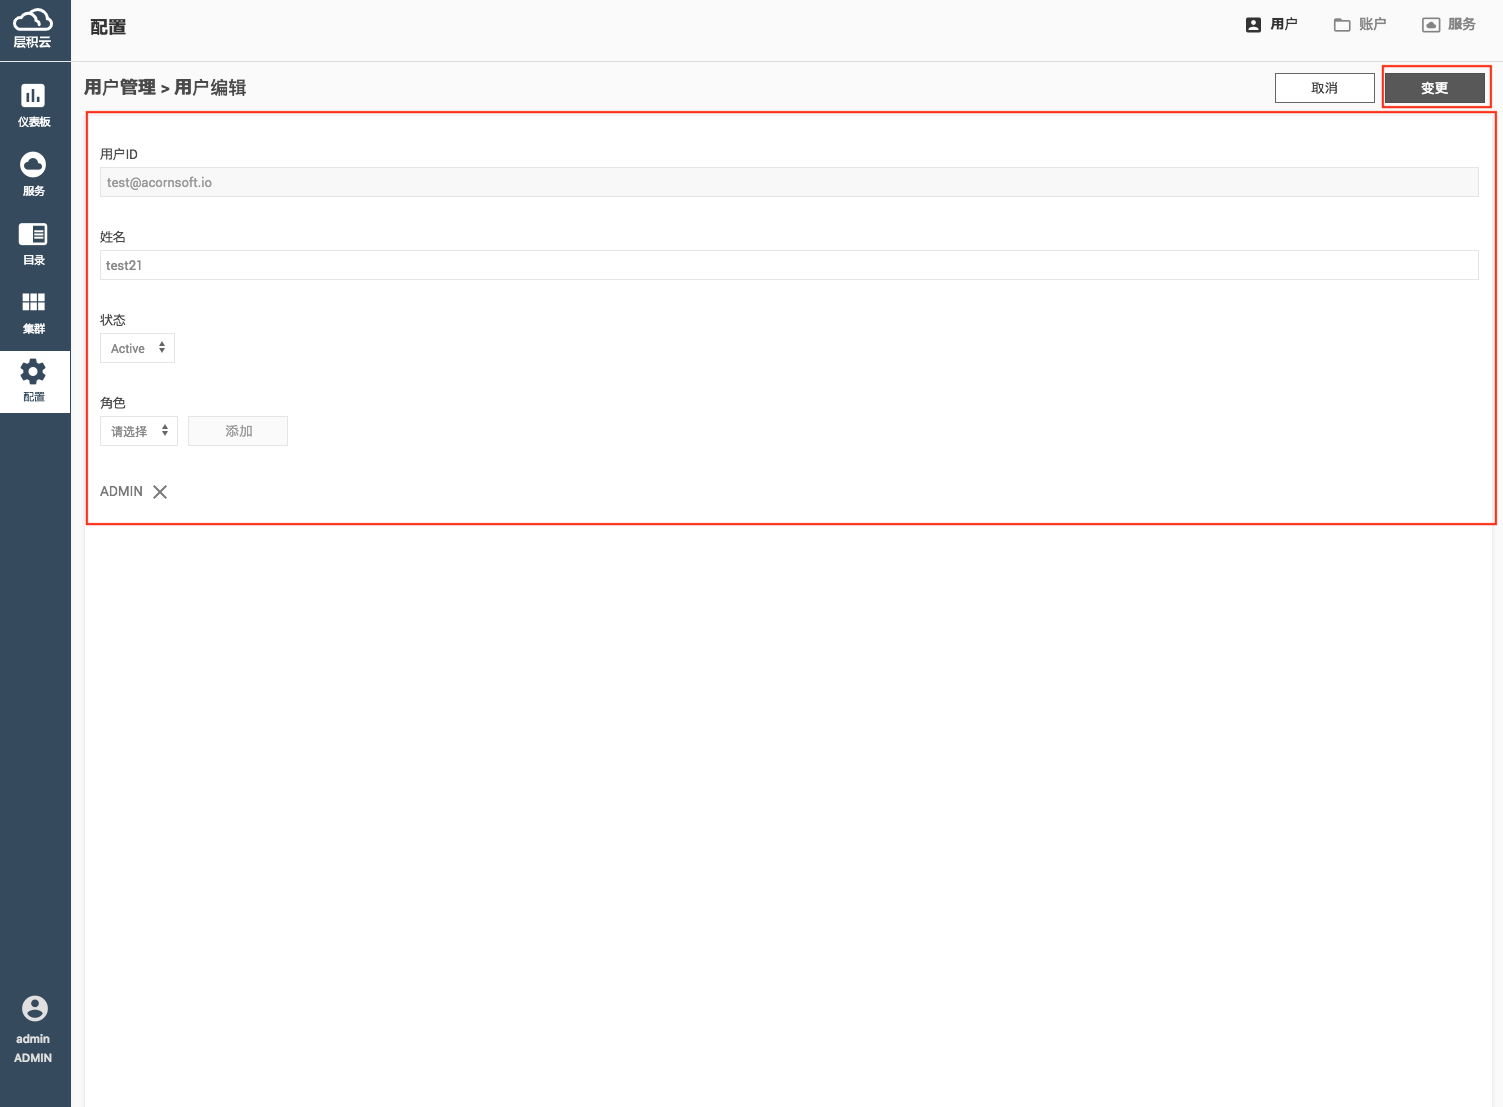 层积云
配置
用户
账户
服务
仪表板
服务
目录
集群
配置
用户管理 > 用户编辑
取消
变更
用户ID
test@acornsoft.io
姓名
test21
状态
Active
角色
请选择
添加
ADMIN
admin
ADMIN